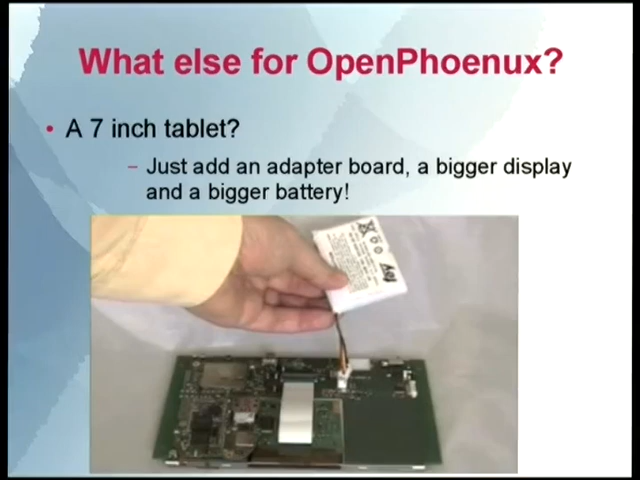 What else for OpenPhoenux?
• A 7 inch tablet?
– Just add an adapter board, a bigger display
and a bigger battery!